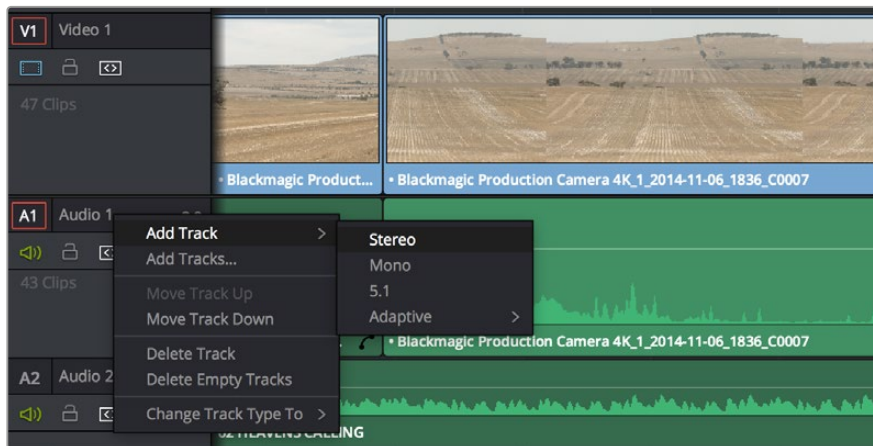 V1 Video 1
47 Clips
• Blackmagic Product...
• Blackmagic Production Camera 4K_1_2014-11-06_1836_C0007
A1 Audio 1
43 Clips
Add Track >
Add Tracks...
Move Track Up
Move Track Down
Delete Track
Delete Empty Tracks
Change Track Type To >
Stereo
Mono
5.1
Adaptive >
• Blackmagic Production Camera 4K_1_2014-11-06_1836_C0007
A2 Audio 2
HEAVENS CALLING